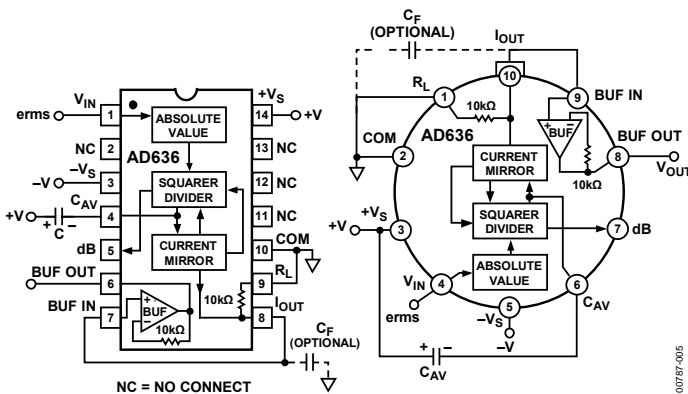 C_F
(OPTIONAL)
erms
V_IN
1
ABSOLUTE
VALUE
14
+V_S
+V
NC
2
AD636
13
NC
–V
–V_S
3
SQUARER
DIVIDER
12
NC
+V
C_AV
+ C –
4
11
NC
dB
5
CURRENT
MIRROR
10
COM
BUF OUT
6
9
R_L
10kΩ
BUF IN
7
+
–
BUF
10kΩ
8
I_OUT
C_F
(OPTIONAL)
NC = NO CONNECT
I_OUT
10
R_L
1
10kΩ
9
BUF IN
AD636
+ –
BUF
10kΩ
COM
2
BUF OUT
8
V_OUT
CURRENT
MIRROR
+V
+V_S
3
SQUARER
DIVIDER
7
dB
V_IN
4
erms
ABSOLUTE
VALUE
6
C_AV
5
–V_S
–V
+ –
C_AV
00787-005